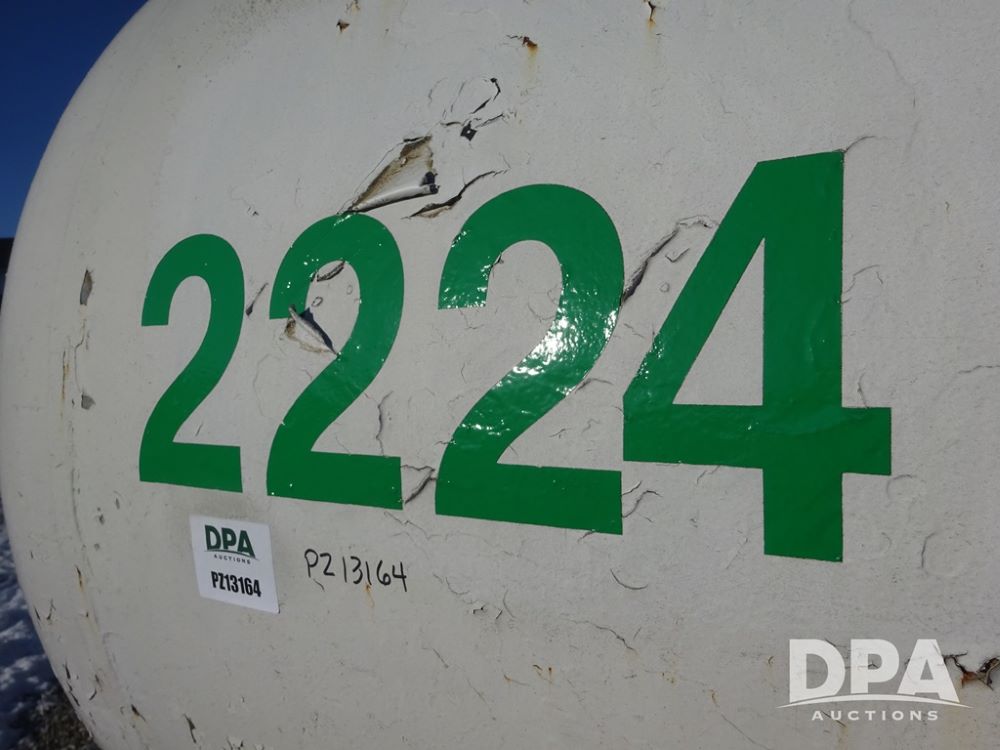 2224
DPA
AUCTIONS
PZ13164
PZ13164
DPA
AUCTIONS